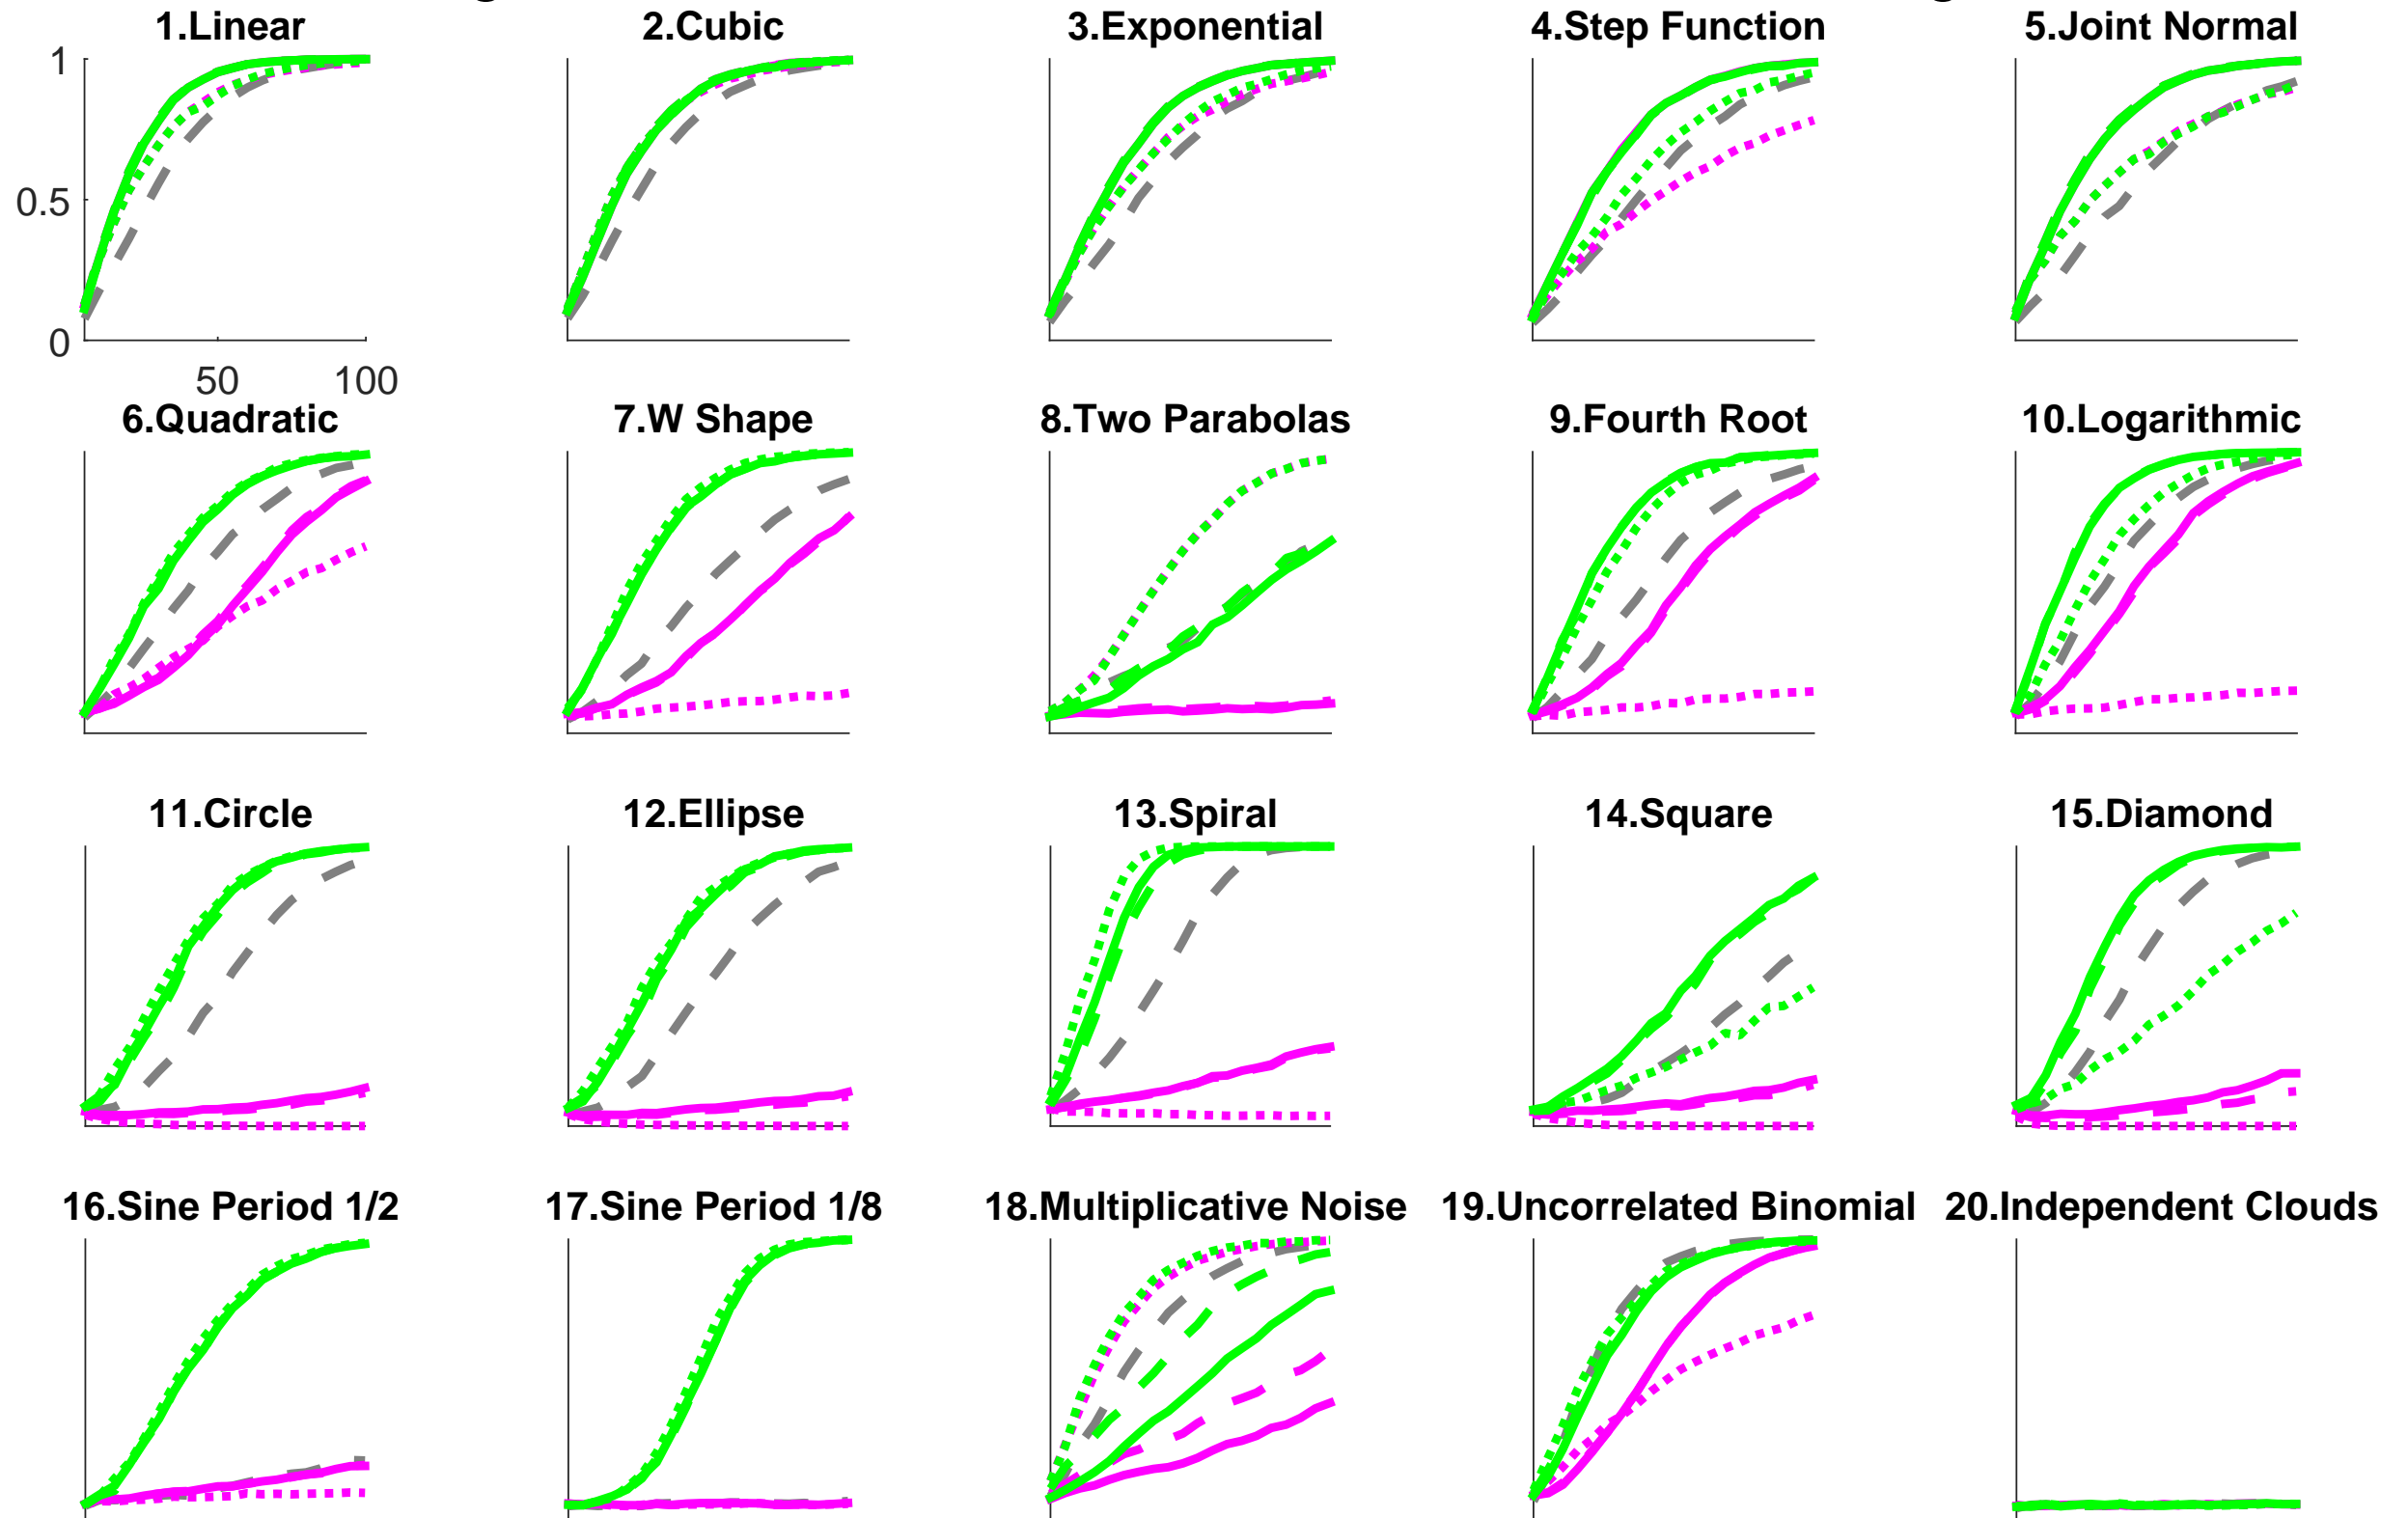 1.Linear
2.Cubic
3.Exponential
4.Step Function
5.Joint Normal
1
0.5
0
50
100
6.Quadratic
7.W Shape
8.Two Parabolas
9.Fourth Root
10.Logarithmic
11.Circle
12.Ellipse
13.Spiral
14.Square
15.Diamond
16.Sine Period 1/2
17.Sine Period 1/8
18.Multiplicative Noise
19.Uncorrelated Binomial
20.Independent Clouds